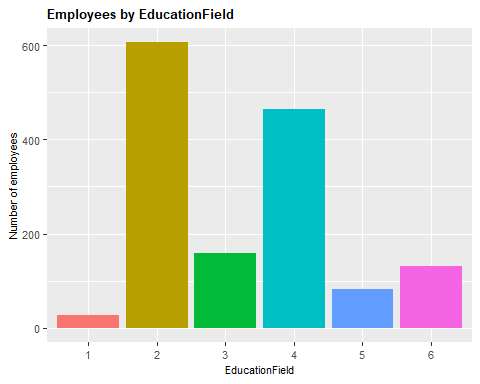 Employees by EducationField
Number of employees
600
400
200
0
1 2 3 4 5 6
EducationField